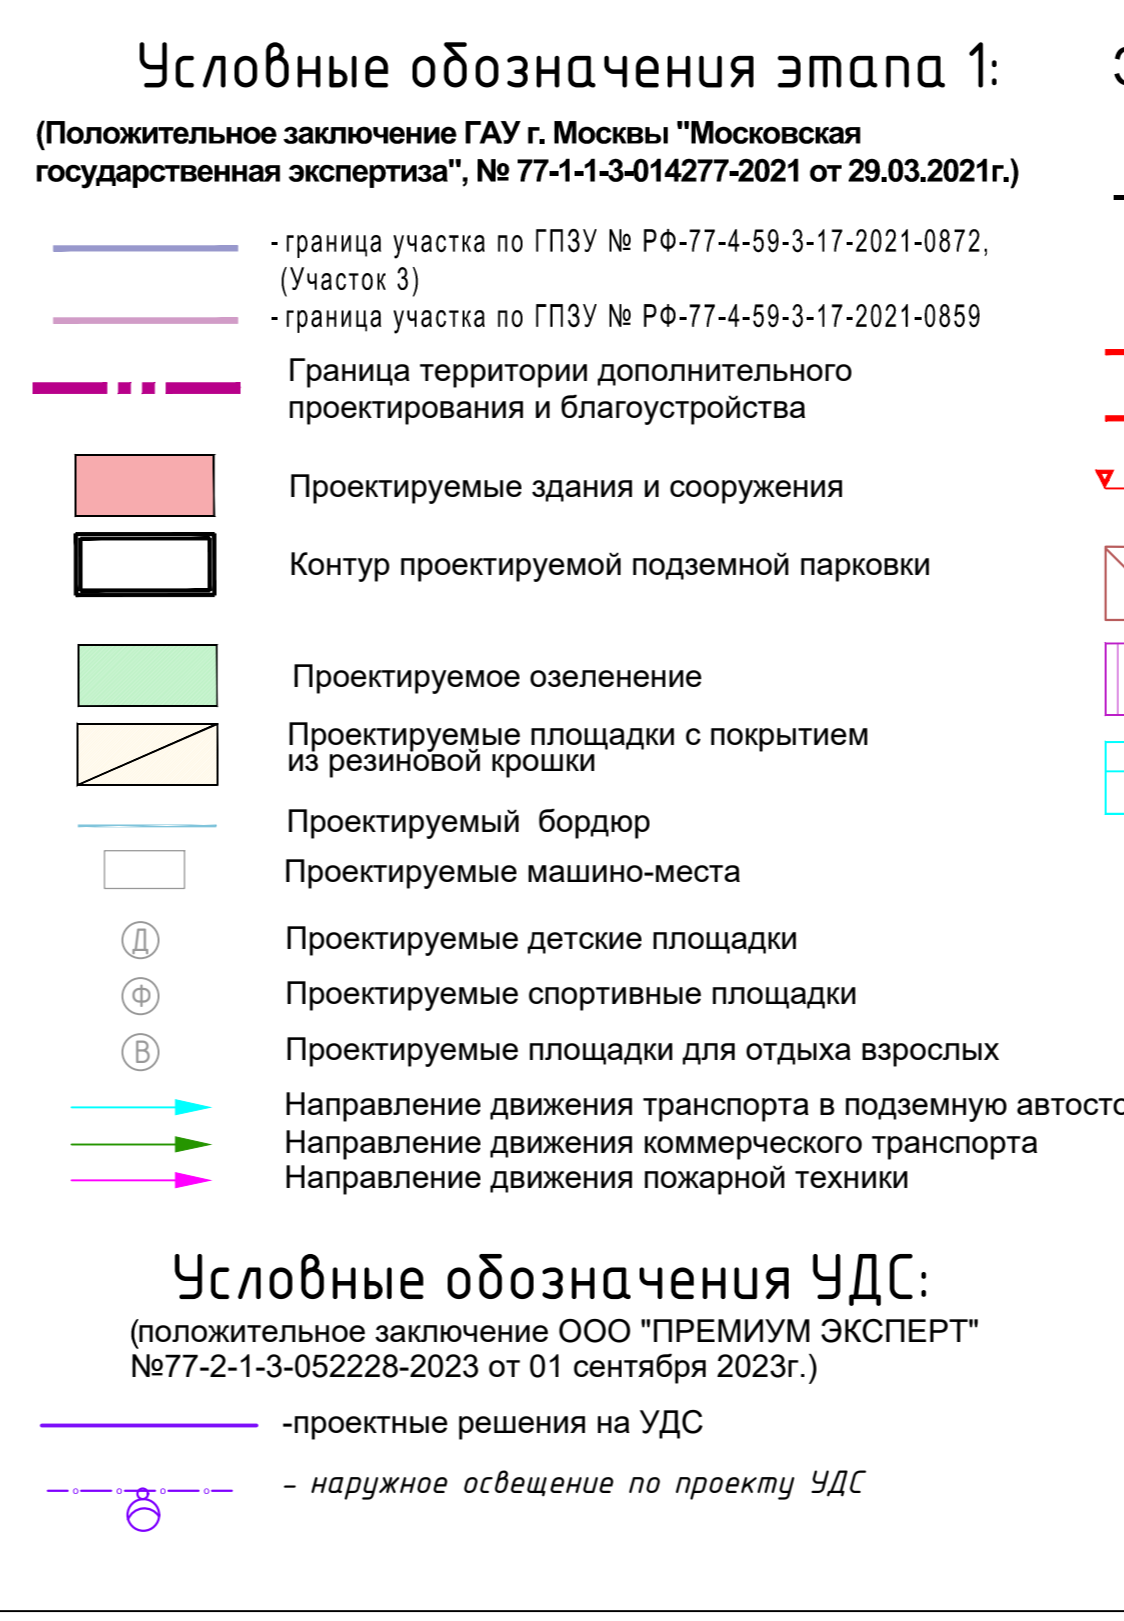 Условные обозначения этапа 1:
(Положительное заключение ГАУ г. Москвы "Московская
государственная экспертиза", № 77-1-1-3-014277-2021 от 29.03.2021г.)
- граница участка по ГПЗУ № РФ-77-4-59-3-17-2021-0872,
(Участок 3)
- граница участка по ГПЗУ № РФ-77-4-59-3-17-2021-0859
Граница территории дополнительного
проектирования и благоустройства
Проектируемые здания и сооружения
Контур проектируемой подземной парковки
Проектируемое озеленение
Проектируемые площадки с покрытием
из резиновой крошки
Проектируемый бордюр
Проектируемые машино-места
Д
Проектируемые детские площадки
Ф
Проектируемые спортивные площадки
В
Проектируемые площадки для отдыха взрослых
Направление движения транспорта в подземную
Направление движения коммерческого транспорта
Направление движения пожарной техники
Условные обозначения УДС:
(положительное заключение ООО "ПРЕМИУМ ЭКСПЕРТ"
№77-2-1-3-052228-2023 от 01 сентября 2023г.)
-проектные решения на УДС
- наружное освещение по проекту УДС